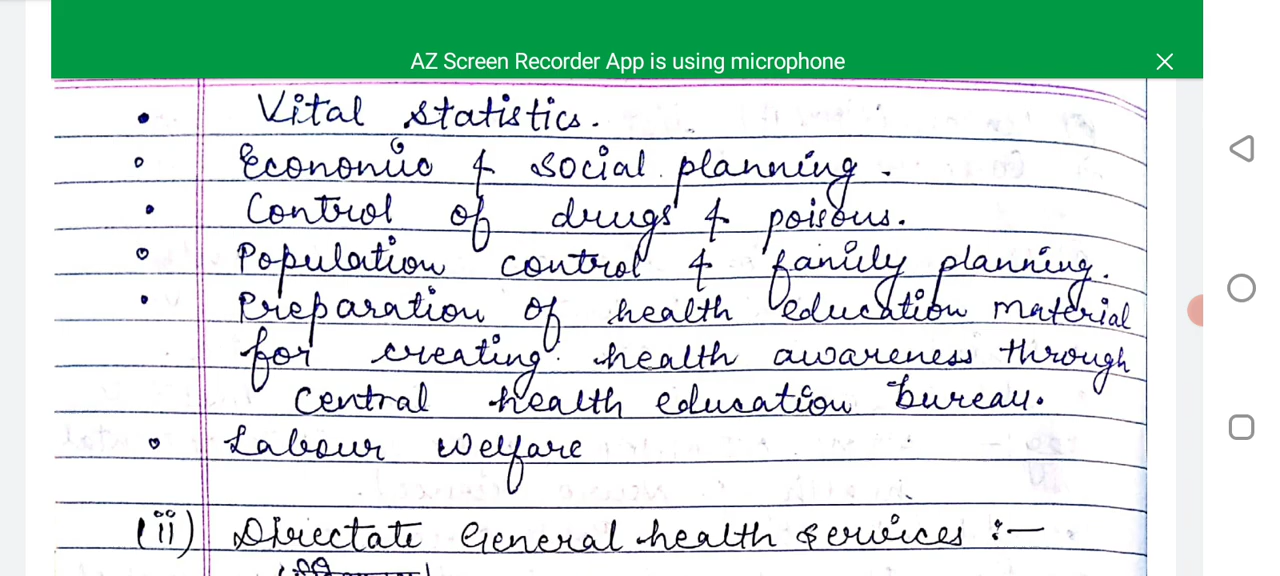 AZ Screen Recorder App is using microphone
• Vital statistics.
• Economic & social planning.
• Control of drugs & poisons.
• Population control & family planning.
• Preparation of health education material
for creating health awareness through
Central health education bureau.
• Labour welfare
(ii) Directate General health services :—